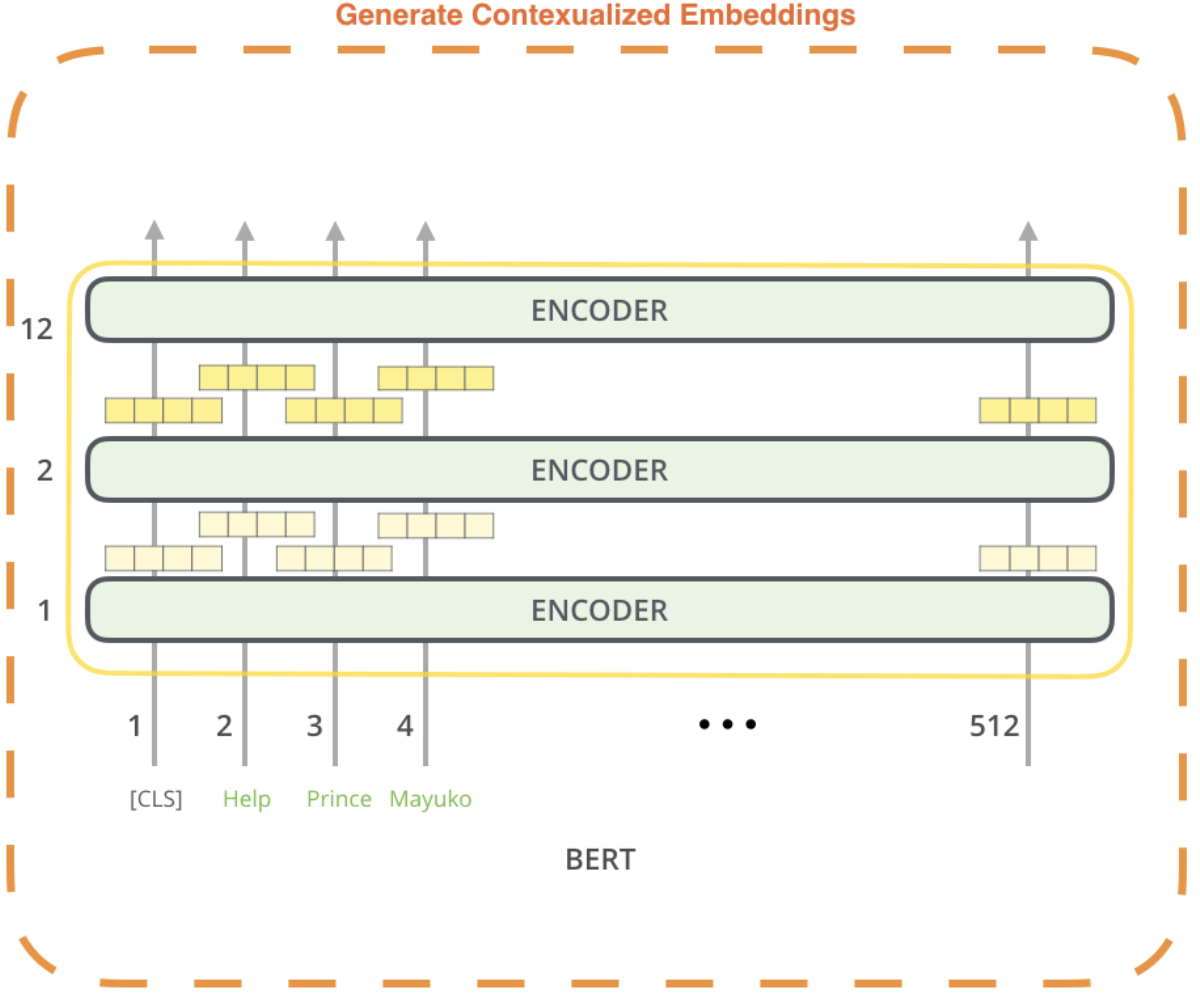 Generate Contexualized Embeddings
12 ENCODER
2 ENCODER
1 ENCODER
1 2 3 4 ••• 512
[CLS] Help Prince Mayuko
BERT